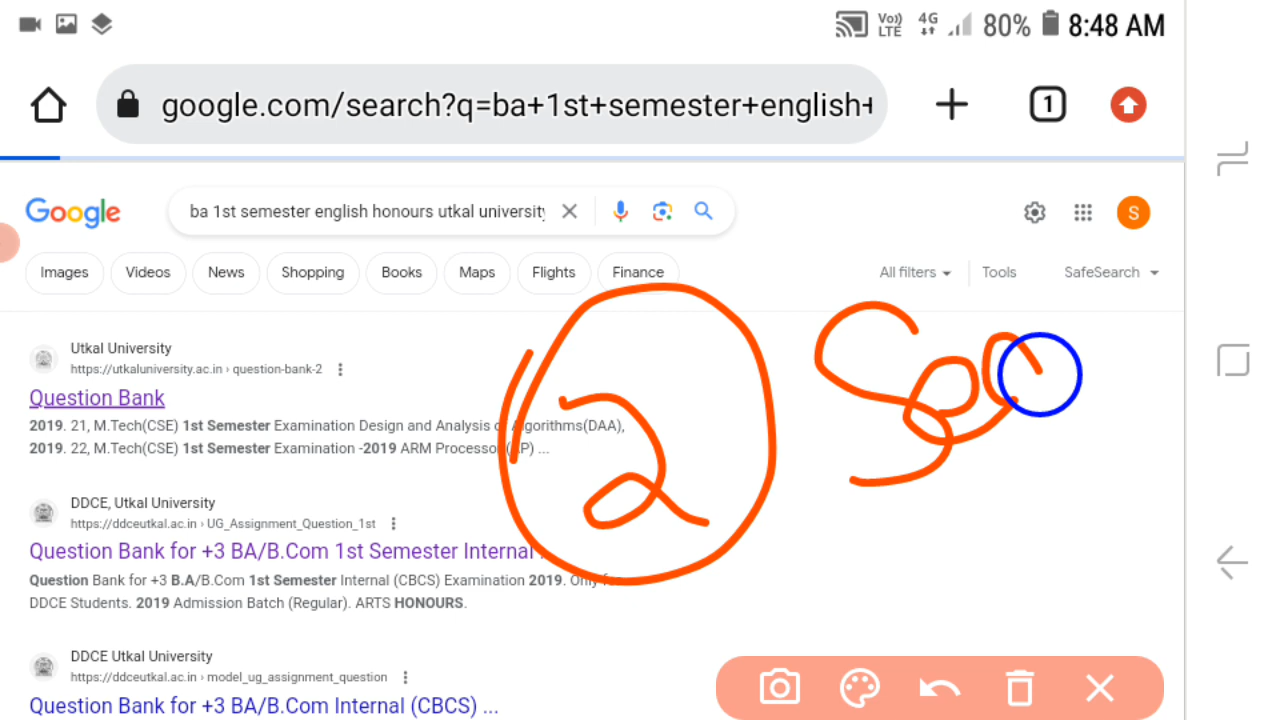 Vo)) LTE 4G 80% 8:48 AM
google.com/search?q=ba+1st+semester+english+ 1
Google ba 1st semester english honours utkal university S
Images Videos News Shopping Books Maps Flights Finance All filters Tools SafeSearch
Utkal University
https://utkaluniversity.ac.in › question-bank-2
Question Bank
2019. 21, M.Tech(CSE) 1st Semester Examination Design and Analysis of Algorithms(DAA),
2019. 22, M.Tech(CSE) 1st Semester Examination -2019 ARM Processor ...
2
DDCE, Utkal University
https://ddceutkal.ac.in › UG_Assignment_Question_1st
Question Bank for +3 BA/B.Com 1st Semester Internal ...
Question Bank for +3 B.A/B.Com 1st Semester Internal (CBCS) Examination 2019. Only for
DDCE Students. 2019 Admission Batch (Regular). ARTS HONOURS.
DDCE Utkal University
https://ddceutkal.ac.in › model_ug_assignment_question
Question Bank for +3 BA/B.Com Internal (CBCS) ...